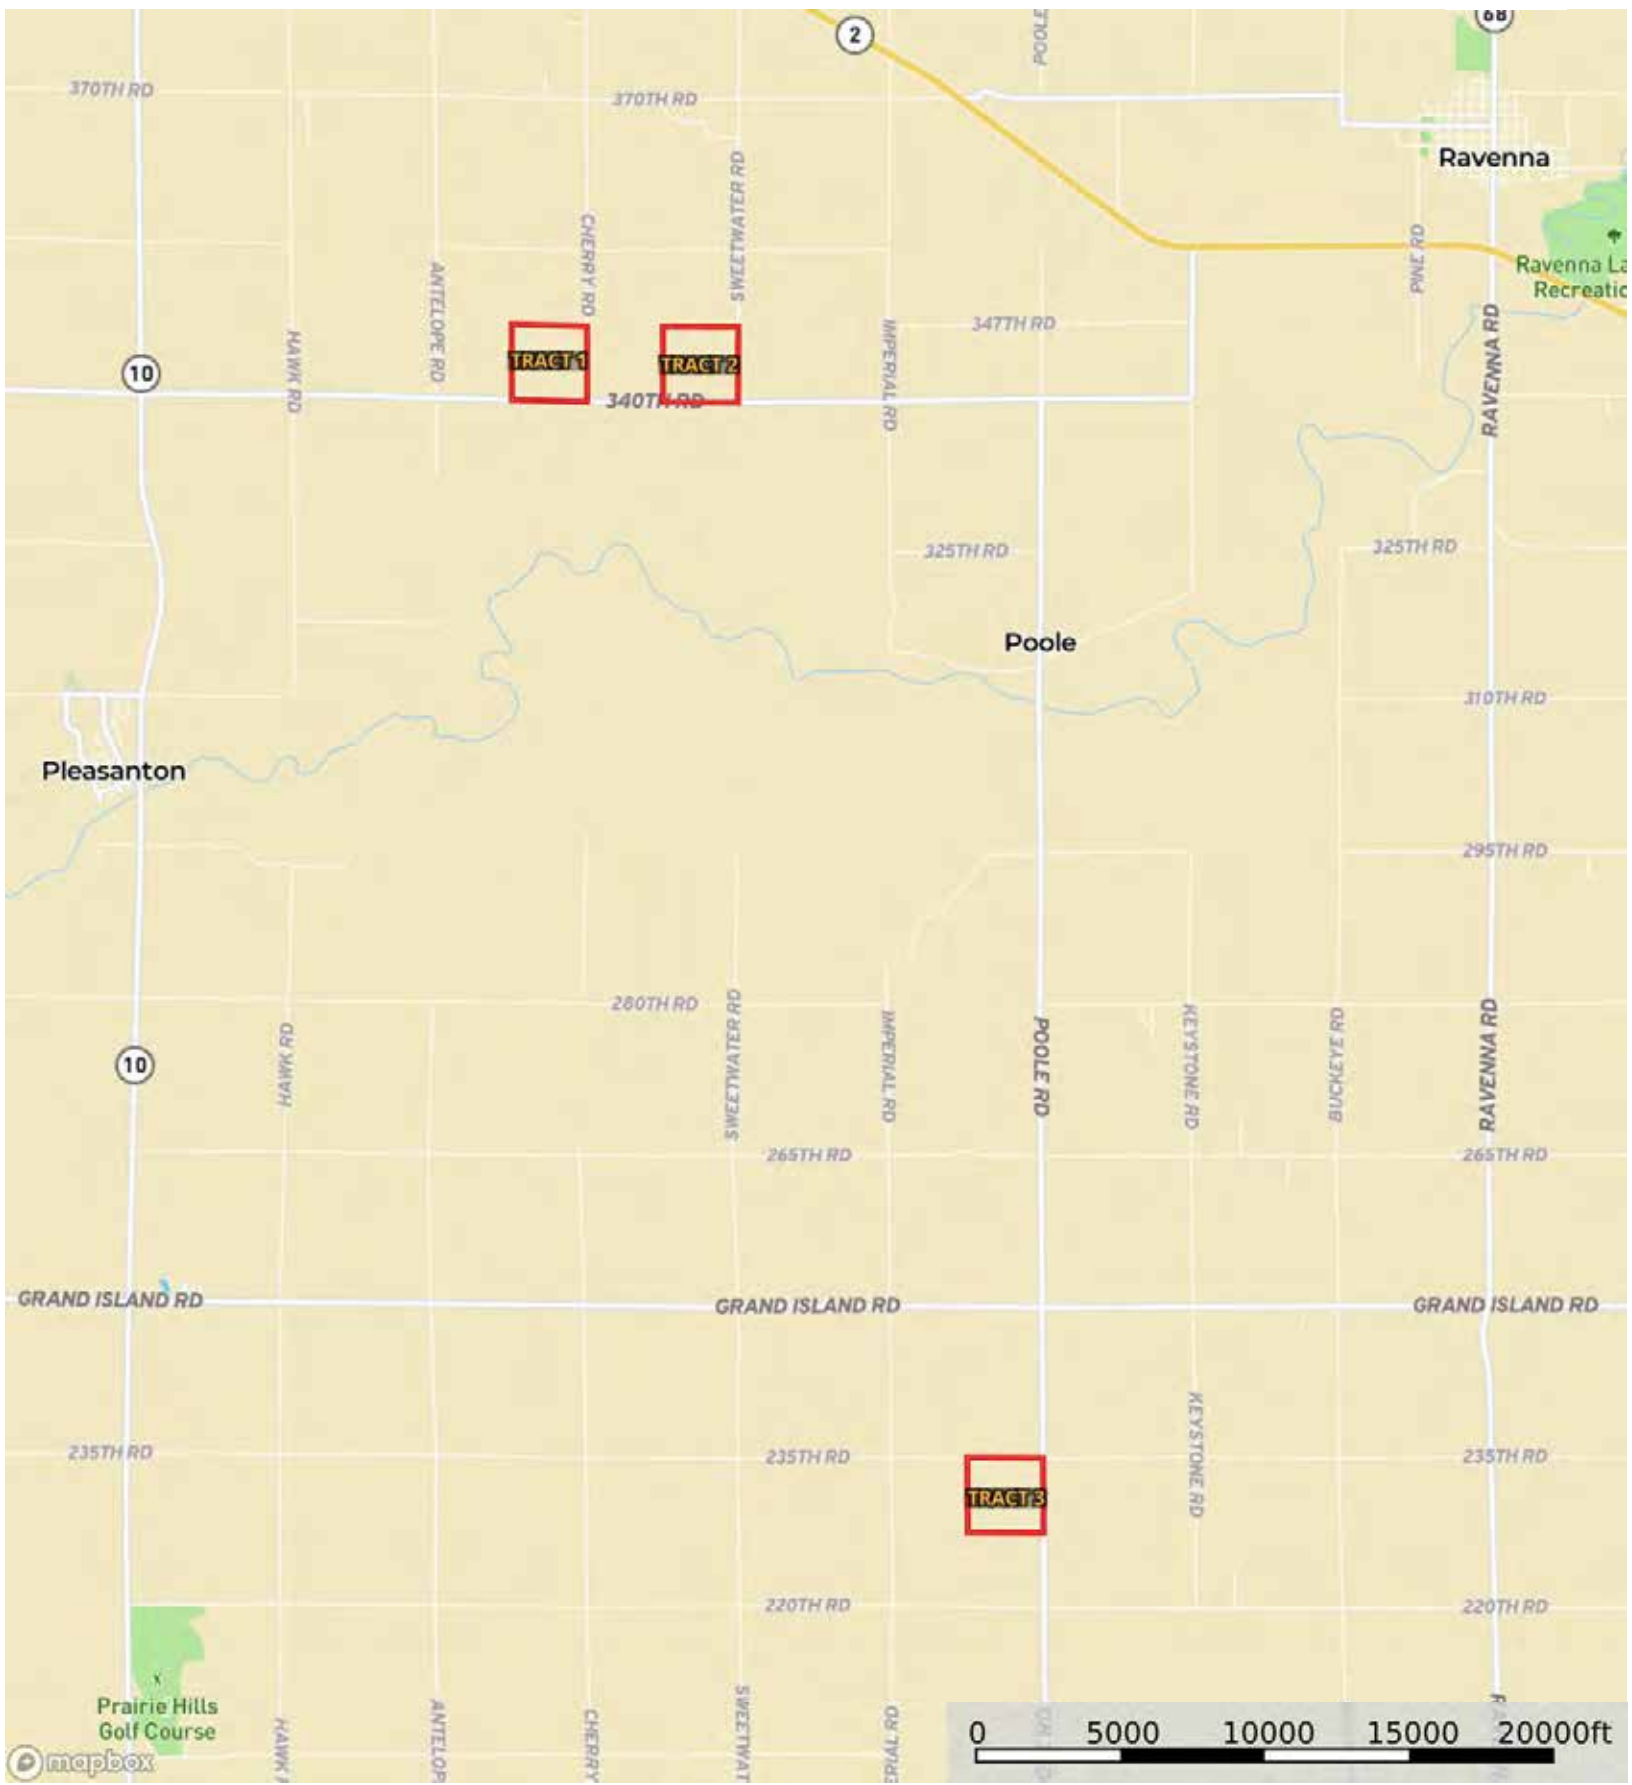 68
2
POOLE
370TH RD
370TH RD
Ravenna
SWEETWATER RD
CHERRY RD
PINE RD
ANTELOPE RD
Ravenna La
Recreatio
HAWK RD
IMPERIAL RD
347TH RD
RAVENNA RD
TRACT 1
TRACT 2
10
340TH RD
325TH RD
325TH RD
Poole
310TH RD
Pleasanton
295TH RD
280TH RD
SWEETWATER RD
RAVENNA RD
HAWK RD
IMPERIAL RD
POOLE RD
KEYSTONE RD
BUCKEYE RD
10
265TH RD
265TH RD
GRAND ISLAND RD
GRAND ISLAND RD
GRAND ISLAND RD
KEYSTONE RD
235TH RD
235TH RD
235TH RD
TRACT 3
220TH RD
220TH RD
Prairie Hills
Golf Course
HAWK
ANTELOP
CHERRY
SWEETWAT
0 5000 10000 15000 20000ft
mapbox